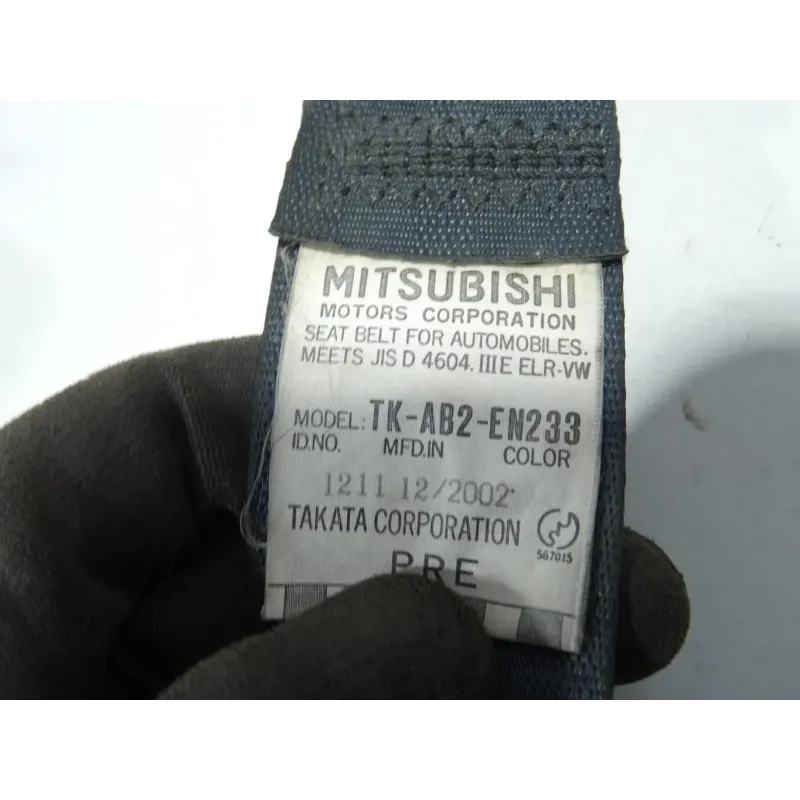 MITSUBISHI
MOTORS CORPORATION
SEAT BELT FOR AUTOMOBILES.
MEETS JIS D 4604. III E ELR-VW
MODEL: TK-AB2-EN233
ID.NO. MFD.IN COLOR
1211 12/2002
TAKATA CORPORATION
567015
PRE